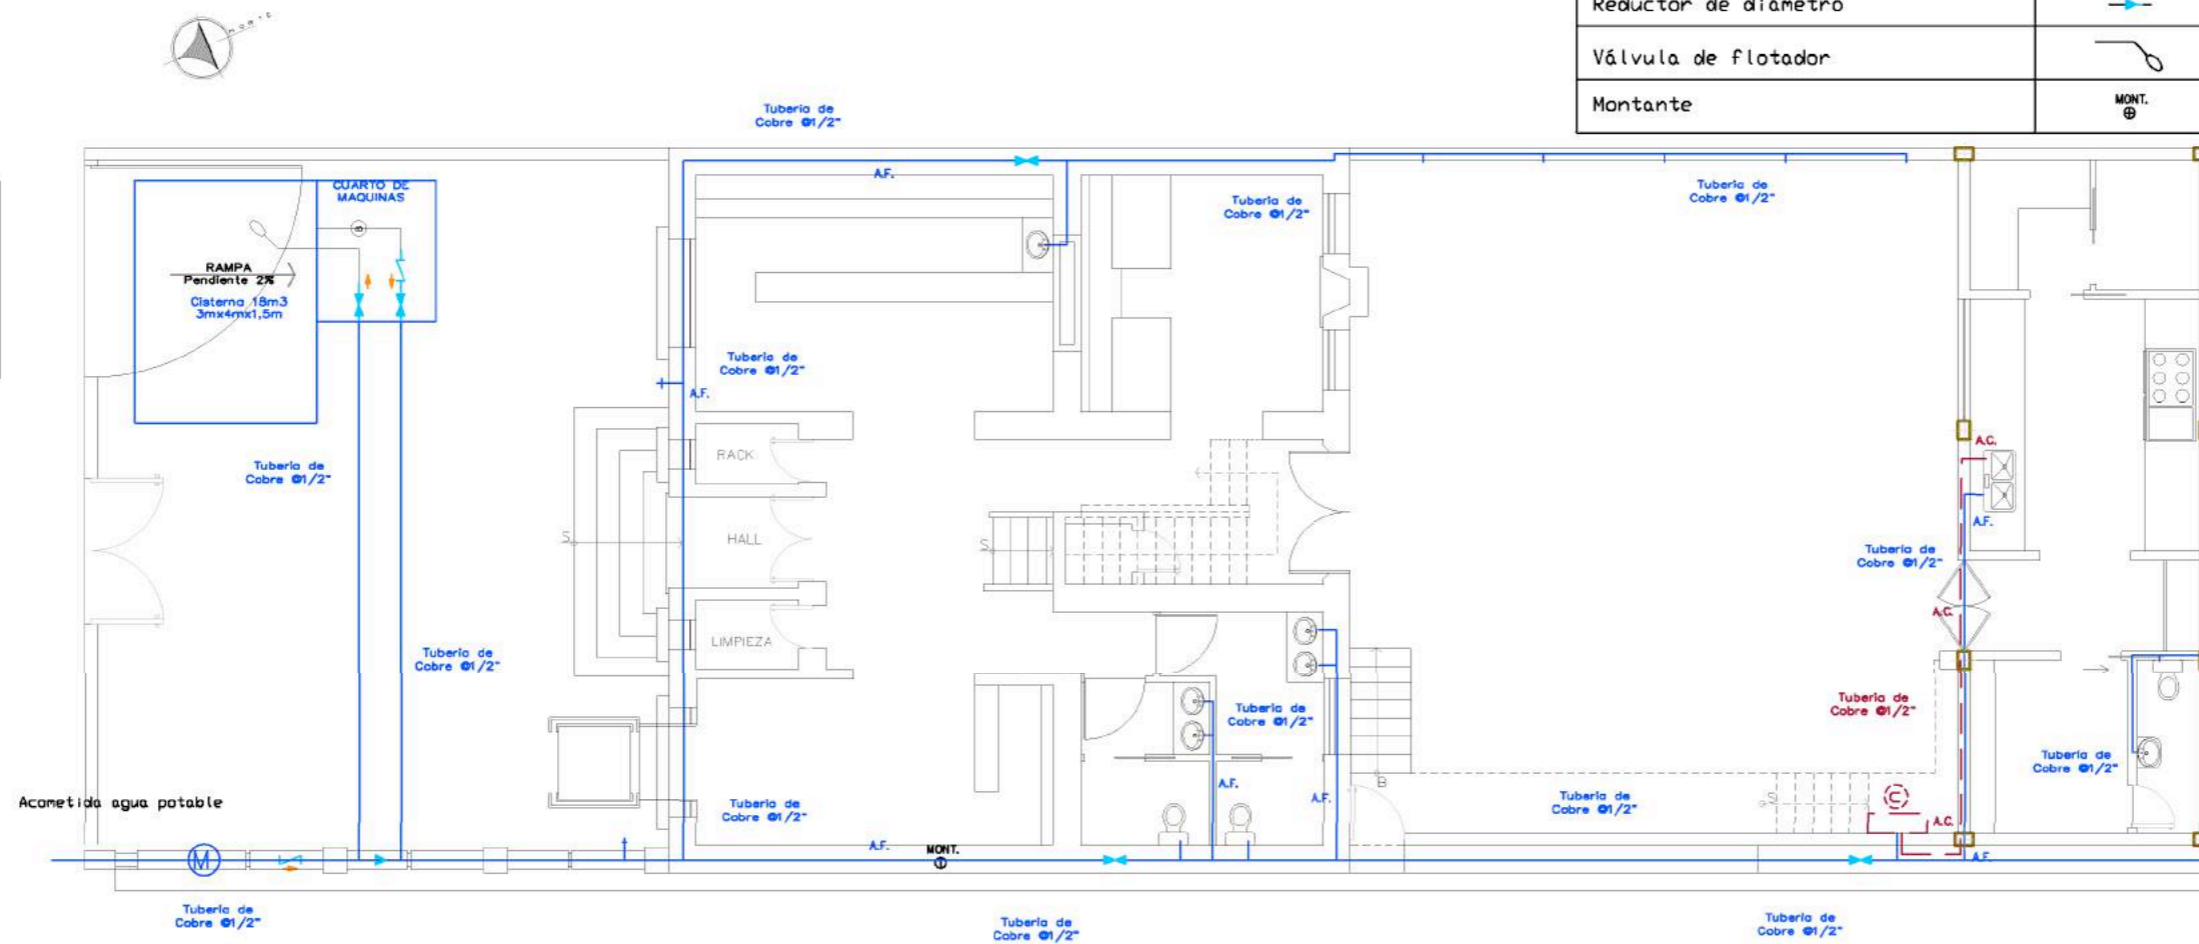 NORTE
Reductor de diámetro
Válvula de flotador
Montante
MONT.
Tubería de
Cobre Ø1/2"
A.F.
CUARTO DE
MAQUINAS
B
RAMPA
Pendiente 2%
Cisterna 18m3
3mx4mx1,5m
Tubería de
Cobre Ø1/2"
Tubería de
Cobre Ø1/2"
Tubería de
Cobre Ø1/2"
A.F.
RACK
Tubería de
Cobre Ø1/2"
A.C.
S
HALL
S
A.F.
Tubería de
Cobre Ø1/2"
A.C.
LIMPIEZA
Tubería de
Cobre Ø1/2"
Tubería de
Cobre Ø1/2"
Tubería de
Cobre Ø1/2"
Tubería de
Cobre Ø1/2"
A.F.
A.F.
B
Tubería de
Cobre Ø1/2"
S
C
A.C.
Acometida agua potable
Tubería de
Cobre Ø1/2"
M
A.F.
MONT.
A.F.
Tubería de
Cobre Ø1/2"
Tubería de
Cobre Ø1/2"
Tubería de
Cobre Ø1/2"